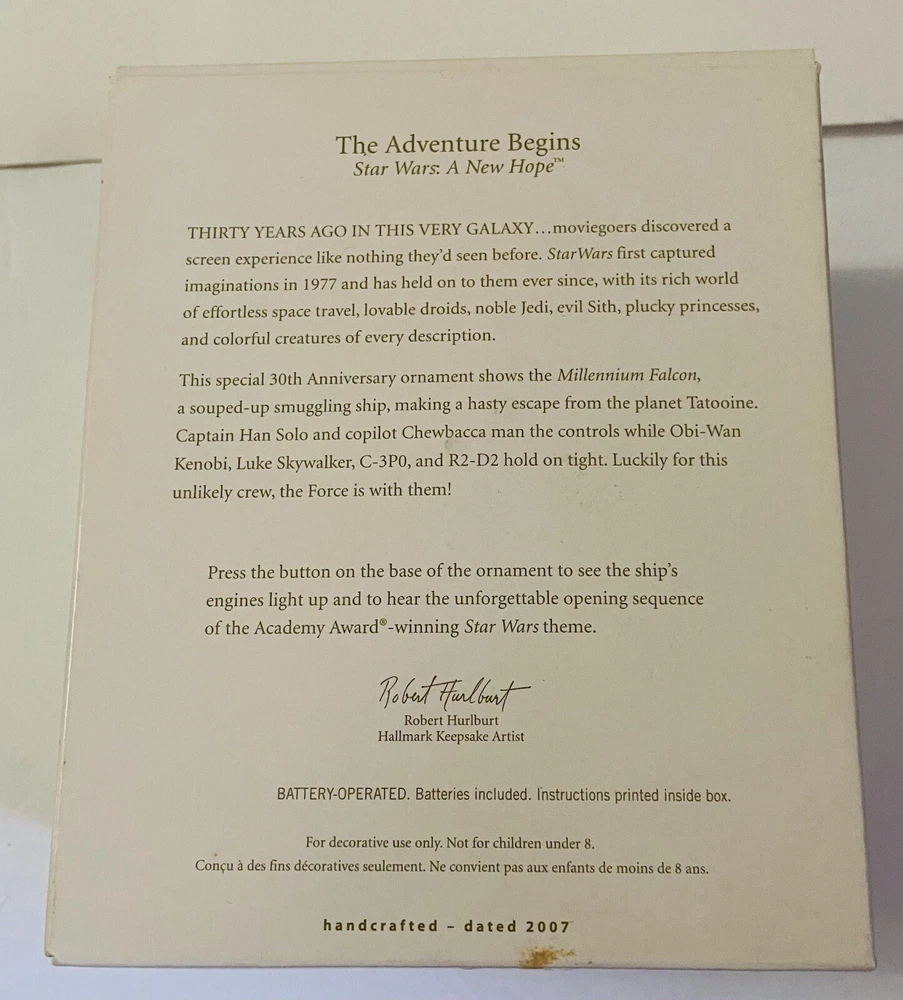 The Adventure Begins
Star Wars: A New Hope™
THIRTY YEARS AGO IN THIS VERY GALAXY…moviegoers discovered a
screen experience like nothing they'd seen before. Star Wars first captured
imaginations in 1977 and has held on to them ever since, with its rich world
of effortless space travel, lovable droids, noble Jedi, evil Sith, plucky princesses,
and colorful creatures of every description.
This special 30th Anniversary ornament shows the Millennium Falcon,
a souped-up smuggling ship, making a hasty escape from the planet Tatooine.
Captain Han Solo and copilot Chewbacca man the controls while Obi-Wan
Kenobi, Luke Skywalker, C-3P0, and R2-D2 hold on tight. Luckily for this
unlikely crew, the Force is with them!
Press the button on the base of the ornament to see the ship's
engines light up and to hear the unforgettable opening sequence
of the Academy Award®-winning Star Wars theme.
Robert Hurlburt
Robert Hurlburt
Hallmark Keepsake Artist
BATTERY-OPERATED. Batteries included. Instructions printed inside box.
For decorative use only. Not for children under 8.
Conçu à des fins décoratives seulement. Ne convient pas aux enfants de moins de 8 ans.
handcrafted – dated 2007